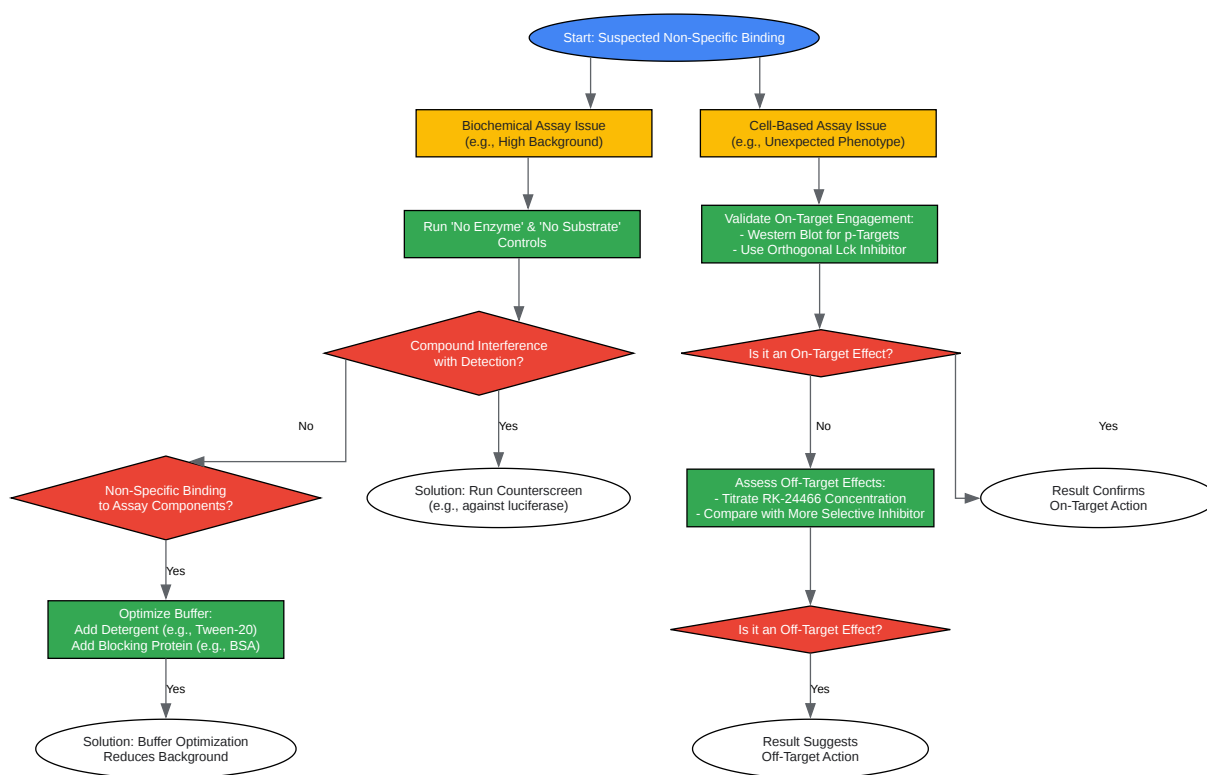 Start: Suspected Non-Specific Binding
Biochemical Assay Issue
(e.g., High Background)
Cell-Based Assay Issue
(e.g., Unexpected Phenotype)
Run 'No Enzyme' & 'No Substrate'
Controls
Validate On-Target Engagement:
- Western Blot for p-Targets
- Use Orthogonal Lck Inhibitor
Compound Interference
with Detection?
Is it an On-Target Effect?
No
Yes
No
Yes
Non-Specific Binding
to Assay Components?
Solution: Run Counterscreen
(e.g., against luciferase)
Assess Off-Target Effects:
- Titrate RK-24466 Concentration
- Compare with More Selective Inhibitor
Result Confirms
On-Target Action
Yes
Optimize Buffer:
Add Detergent (e.g., Tween-20)
Add Blocking Protein (e.g., BSA)
Is it an Off-Target Effect?
Yes
Yes
Solution: Buffer Optimization
Reduces Background
Result Suggests
Off-Target Action